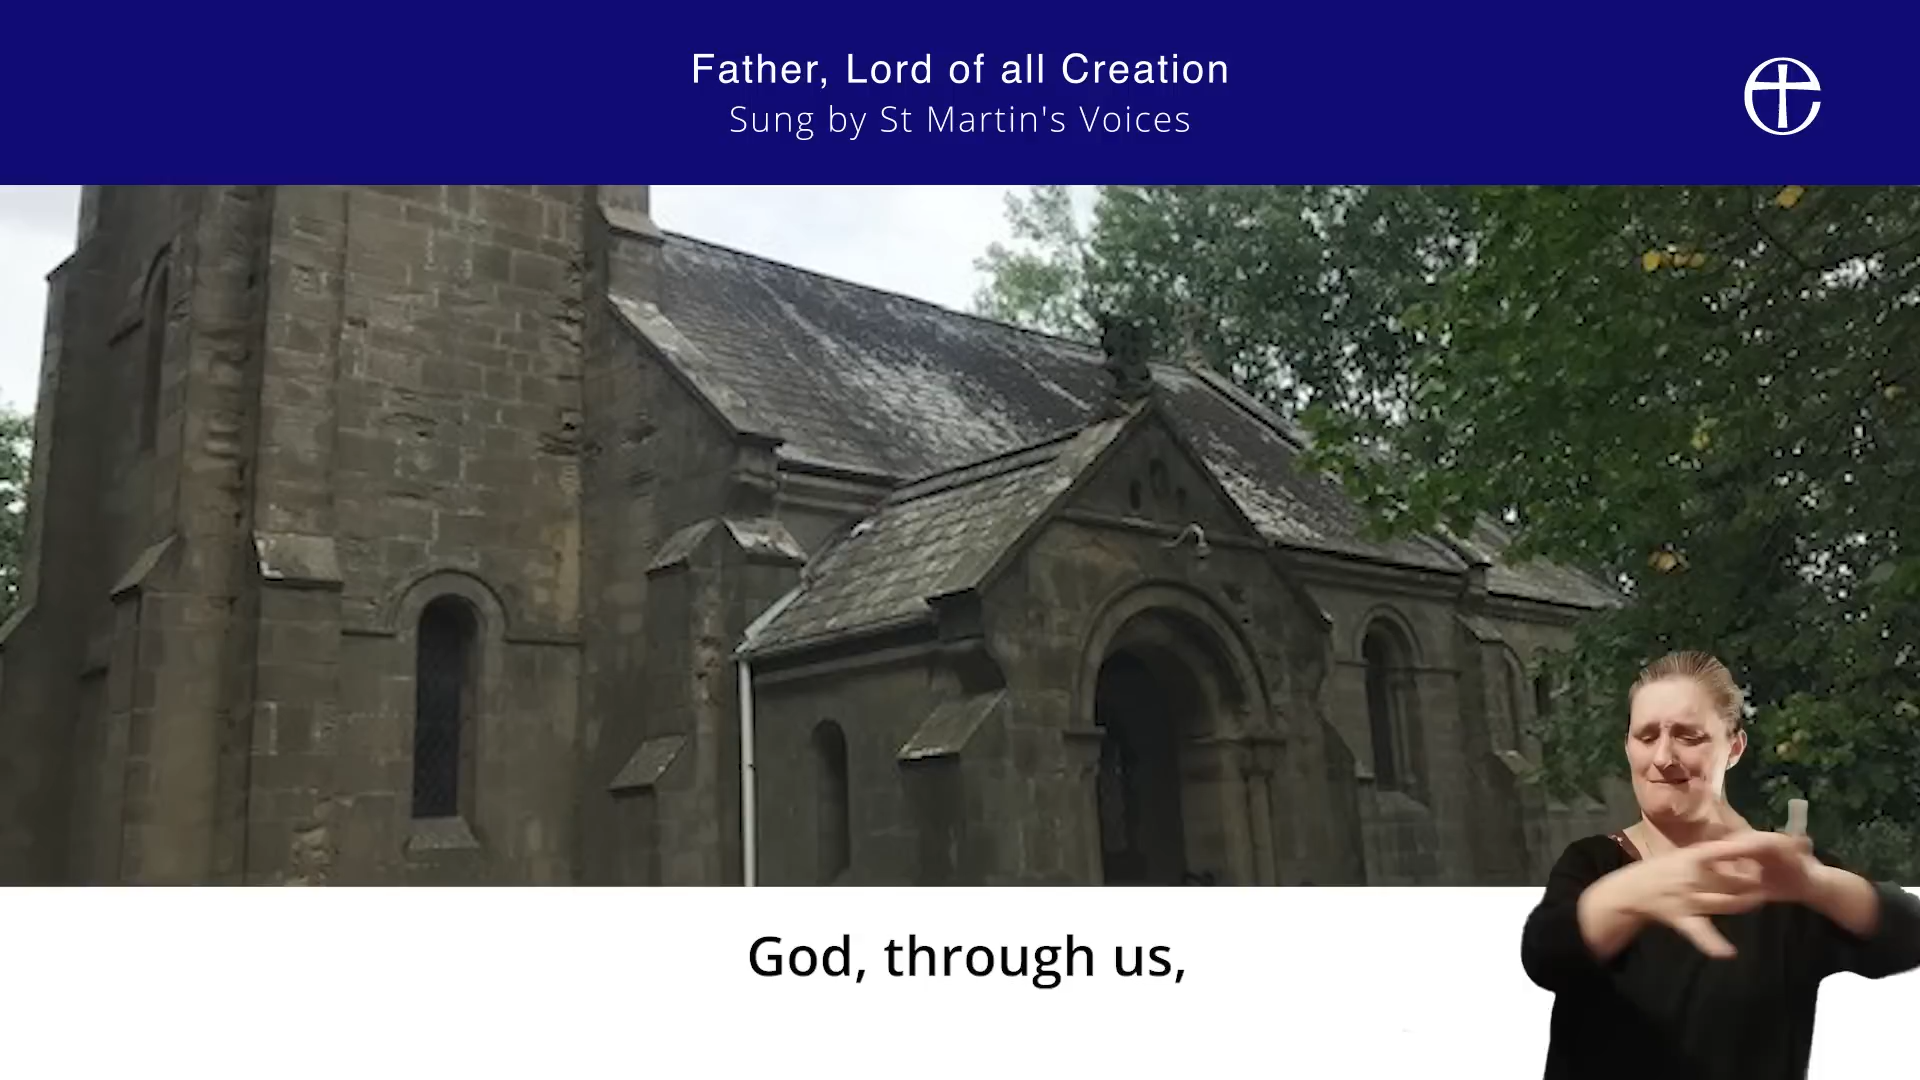 Father, Lord of all Creation
Sung by St Martin's Voices
God, through us,